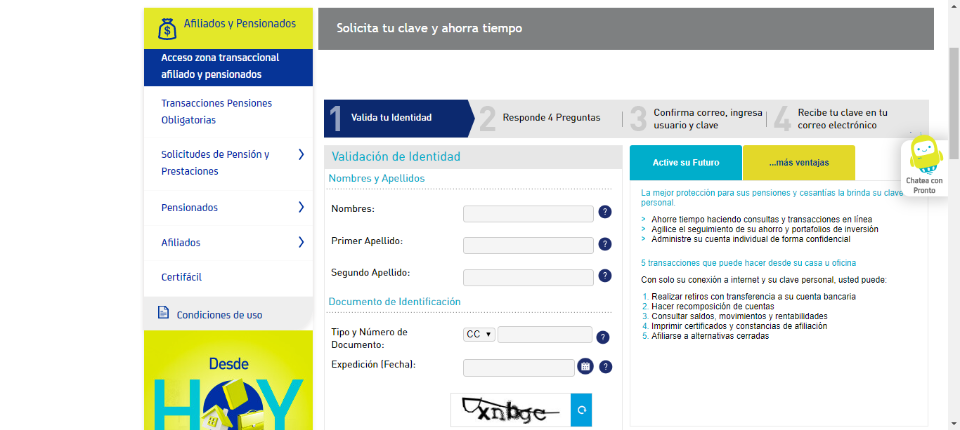 Afiliados y Pensionados
Acceso zona transaccional
afiliado y pensionados
Transacciones Pensiones
Obligatorias
Solicitudes de Pensión y
Prestaciones
Pensionados
Afiliados
Certifácil
Condiciones de uso
Desde
HOY
Solicita tu clave y ahorra tiempo
1 Valida tu Identidad
2 Responde 4 Preguntas
3 Confirma correo, ingresa
usuario y clave
4 Recibe tu clave en tu
correo electrónico
Validación de Identidad
Nombres y Apellidos
Nombres:
?
Primer Apellido:
?
Segundo Apellido:
?
Documento de Identificación
Tipo y Número de
Documento:
CC
?
Expedición [Fecha]:
?
Active su Futuro
...más ventajas
La mejor protección para sus pensiones y cesantías la brinda su clave
personal.
> Ahorre tiempo haciendo consultas y transacciones en línea
> Agilice el seguimiento de su ahorro y portafolios de inversión
> Administre su cuenta individual de forma confidencial
5 transacciones que puede hacer desde su casa u oficina
Con solo su conexión a internet y su clave personal, usted puede:
1. Realizar retiros con transferencia a su cuenta bancaria
2. Hacer recomposición de cuentas
3. Consultar saldos, movimientos y rentabilidades
4. Imprimir certificados y constancias de afiliación
5. Afiliarse a alternativas cerradas
Chatea con
Pronto